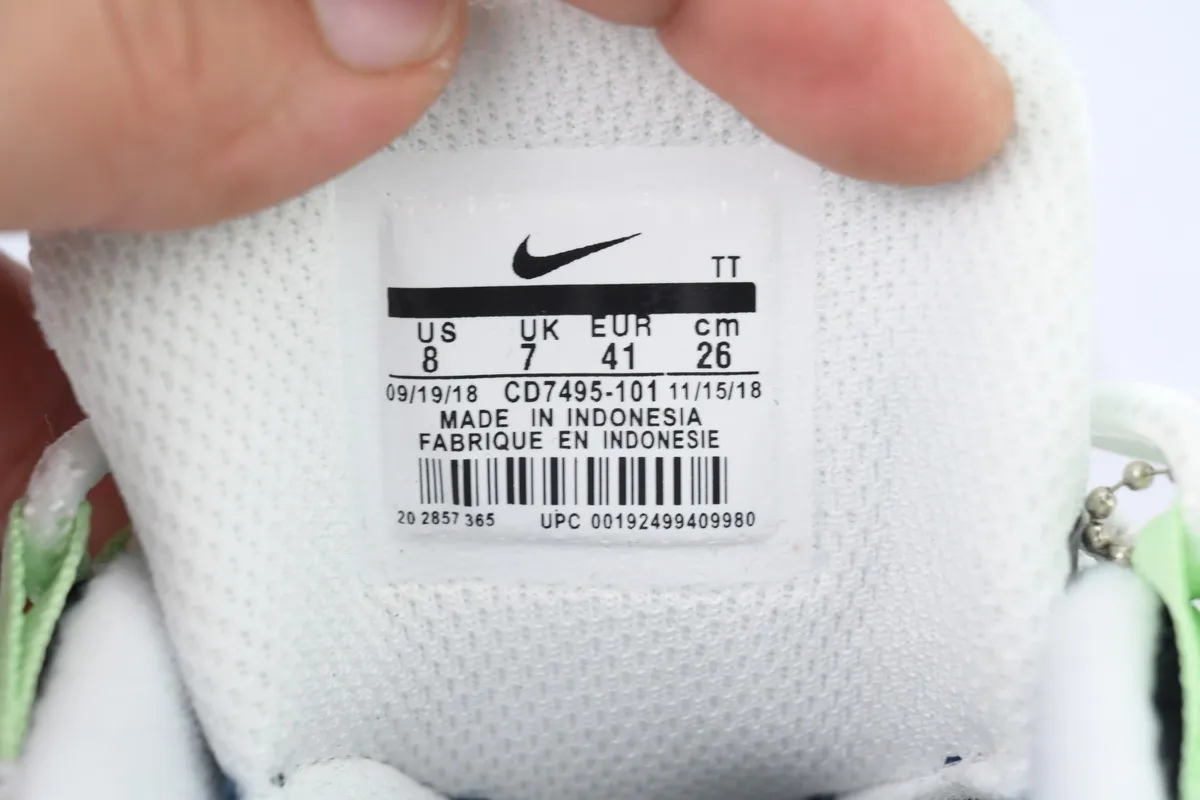 TT
US UK EUR cm
8 7 41 26
09/19/18 CD7495-101 11/15/18
MADE IN INDONESIA
FABRIQUE EN INDONESIE
20 2857 365 UPC 00192499409980